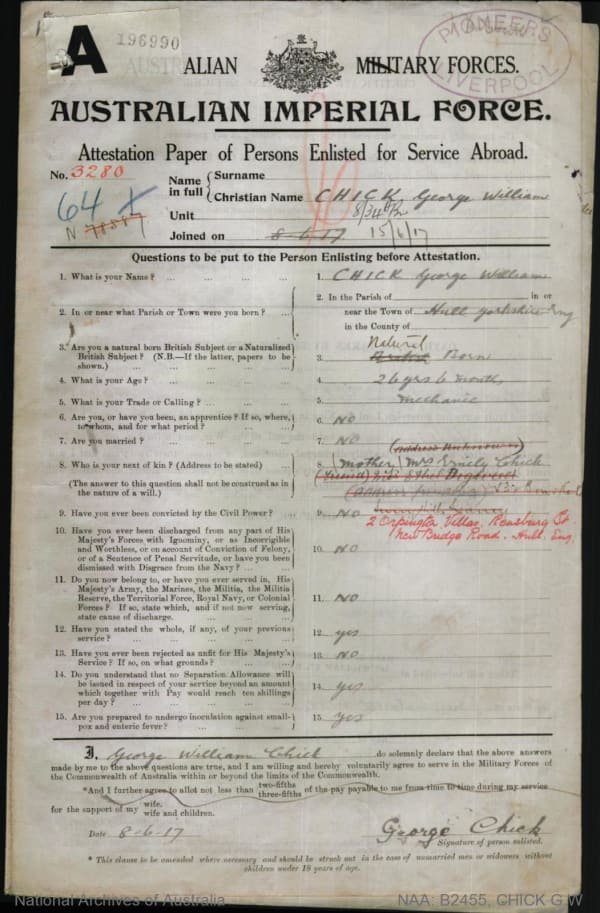 196990
A
PIONEERS
LIVERPOOL
ALIAN MILITARY FORCES.
AUSTRALIAN IMPERIAL FORCE.
Attestation Paper of Persons Enlisted for Service Abroad.
No. 3280
Name in full { Surname
Christian Name CHICK George William
64
Unit 8/34th
N
Joined on 8-6-17 15/6/17
Questions to be put to the Person Enlisting before Attestation.
1. What is your Name ? ... ... ... ... 1. CHICK George William
2. In or near what Parish or Town were you born ? ... 2. In the Parish of in or
near the Town of Hull Yorkshire Eng
in the County of
3. Are you a natural born British Subject or a Naturalized British Subject ? (N.B.—If the latter, papers to be shown.) ... ... ... ... 3. Natural Born
4. What is your Age ? ... ... ... ... 4. 26 yrs 6 months
5. What is your Trade or Calling ? ... ... ... 5. Mechanic
6. Are you, or have you been, an apprentice ? If so, where, to whom, and for what period ? ... ... 6. NO
7. Are you married ? ... ... ... ... 7. NO
(address unknown)
8. Who is your next of kin ? (Address to be stated) ... 8. (mother) Mrs Emily Chick
(The answer to this question shall not be construed as in the nature of a will.) (friend)
9. Have you ever been convicted by the Civil Power ? 9. NO
2 Orpington Villas, Rensburg St
New Bridge Road. Hull. Eng.
10. Have you ever been discharged from any part of His Majesty's Forces with Ignominy, or as Incorrigible and Worthless, or on account of Conviction of Felony, or of a Sentence of Penal Servitude, or have you been dismissed with Disgrace from the Navy ? ... 10. NO
11. Do you now belong to, or have you ever served in, His Majesty's Army, the Marines, the Militia, the Militia Reserve, the Territorial Force, Royal Navy, or Colonial Forces ? If so, state which, and if not now serving, state cause of discharge. ... ... ... 11. NO
12. Have you stated the whole, if any, of your previous service ? ... ... ... ... 12. yes
13. Have you ever been rejected as unfit for His Majesty's Service ? If so, on what grounds ? ... ... 13. NO
14. Do you understand that no Separation Allowance will be issued in respect of your service beyond an amount which together with Pay would reach ten shillings per day ? ... ... ... ... 14. yes
15. Are you prepared to undergo inoculation against small-pox and enteric fever ? ... ... ... 15. yes
I, George William Chick do solemnly declare that the above answers
made by me to the above questions are true, and I am willing and hereby voluntarily agree to serve in the Military Forces of
the Commonwealth of Australia within or beyond the limits of the Commonwealth.
*And I further agree to allot not less than two-fifths three-fifths of the pay payable to me from time to time during my service
for the support of my wife. wife and children.
Date 8-6-17 George Chick
Signature of person enlisted.
* This clause to be amended where necessary and should be struck out in the case of unmarried men or widowers without
children under 18 years of age.
National Archives of Australia NAA: B2455, CHICK G W